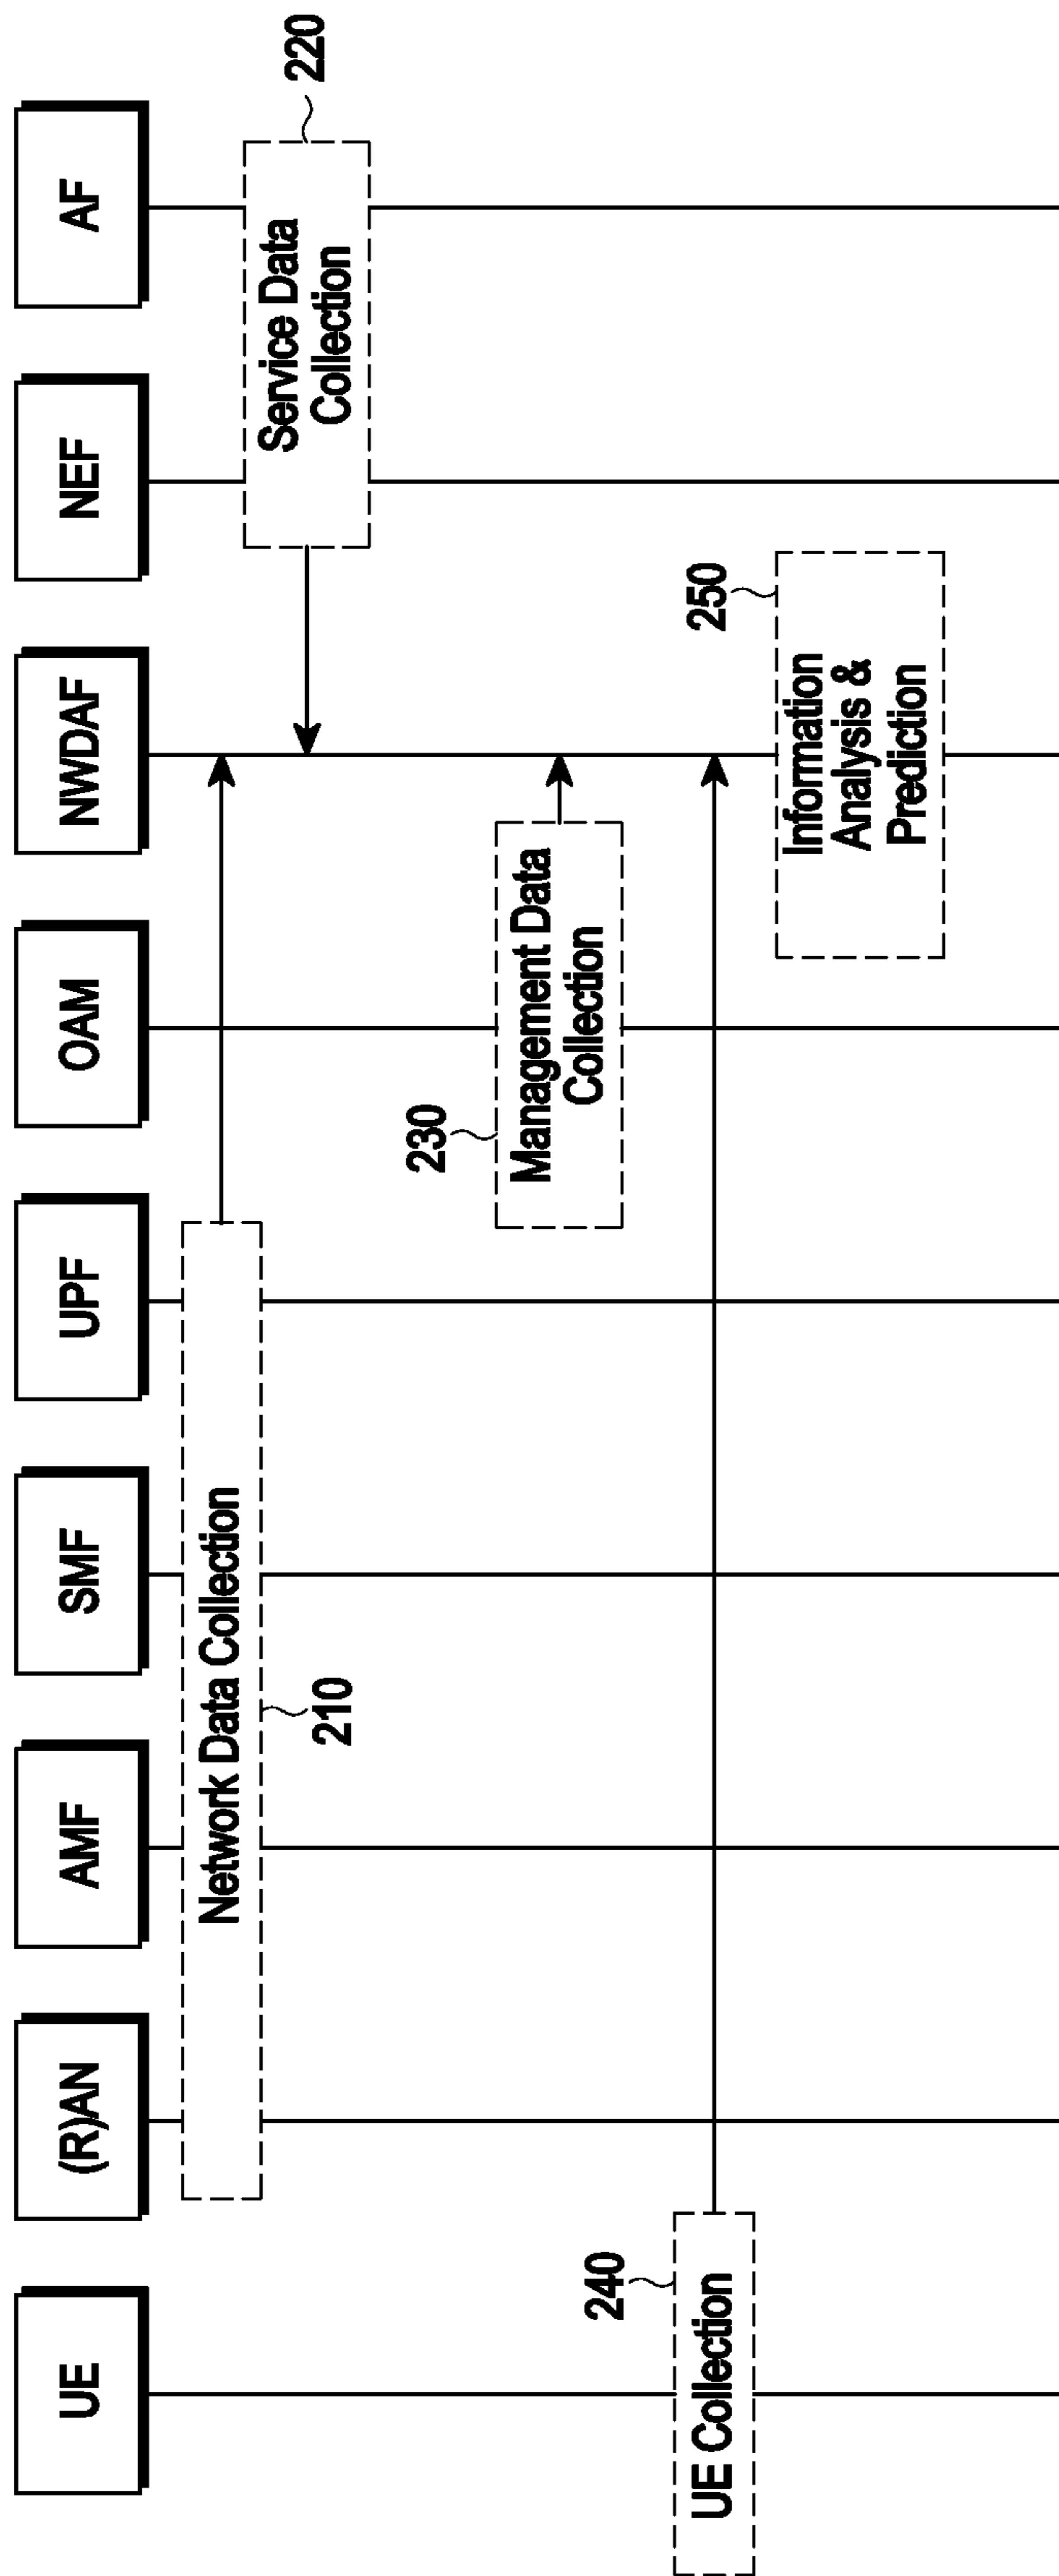 UE
(R)AN
AMF
SMF
UPF
OAM
NWDAF
NEF
AF
Network Data Collection
210
220
Service Data
Collection
230
Management Data
Collection
240
UE Collection
250
Information
Analysis &
Prediction